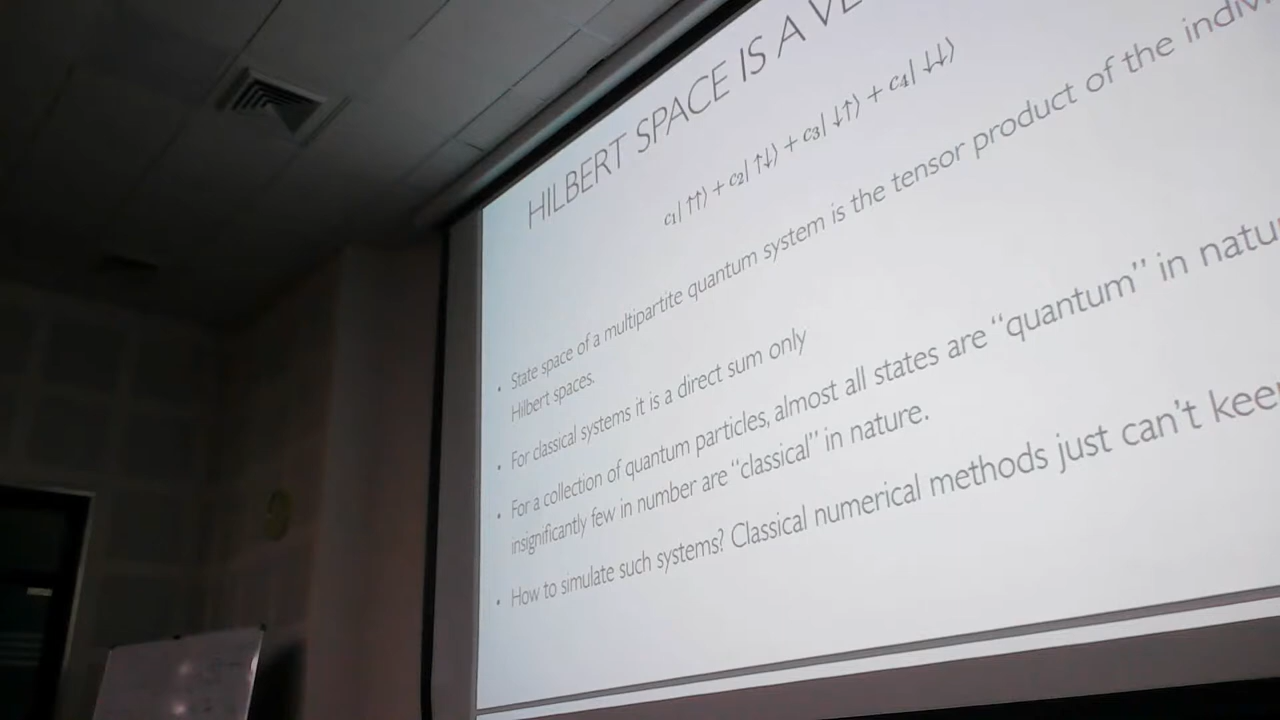 HILBERT SPACE IS A
c₁| ↑↑⟩ + c₂| ↑↓⟩ + c₃| ↓↑⟩ + c₄| ↓↓⟩
• State space of a multipartite quantum system is the tensor product of the
Hilbert spaces.
• For classical systems it is a direct sum only
• For a collection of quantum particles, almost all states are “quantum” in
insignificantly few in number are “classical” in nature.
• How to simulate such systems? Classical numerical methods just can’t